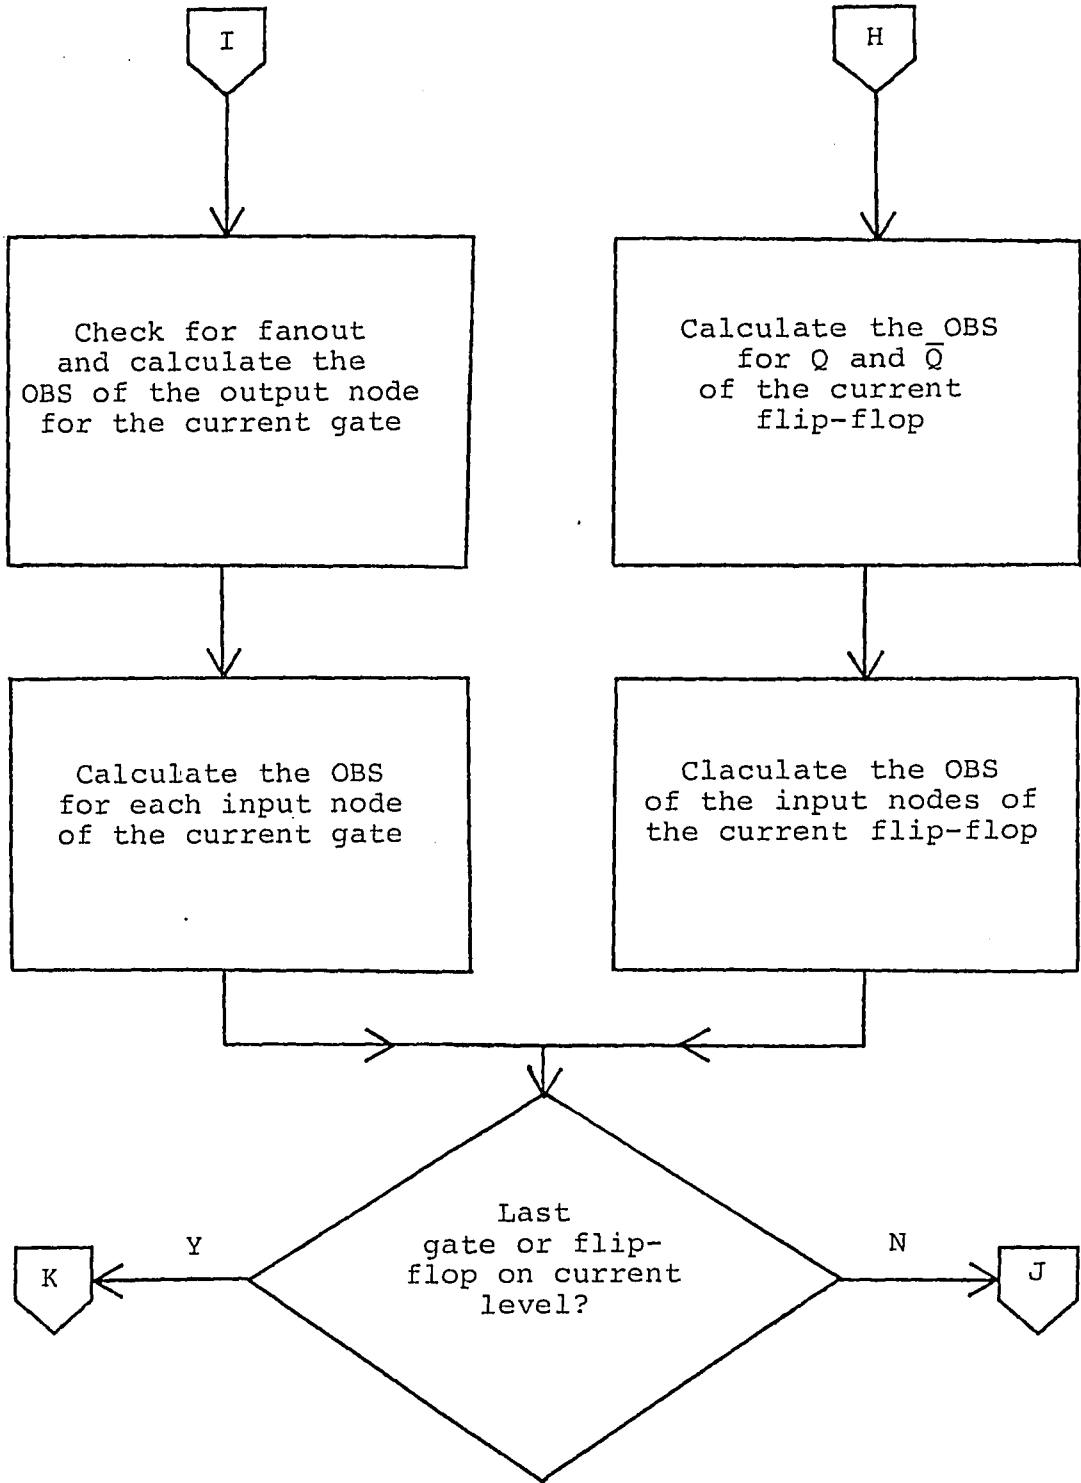 I
H
Check for fanout
and calculate the
OBS of the output node
for the current gate
Calculate the OBS
for Q and Q̅
of the current
flip-flop
Calculate the OBS
for each input node
of the current gate
Claculate the OBS
of the input nodes of
the current flip-flop
Last
gate or flip-
flop on current
level?
Y
N
K
J